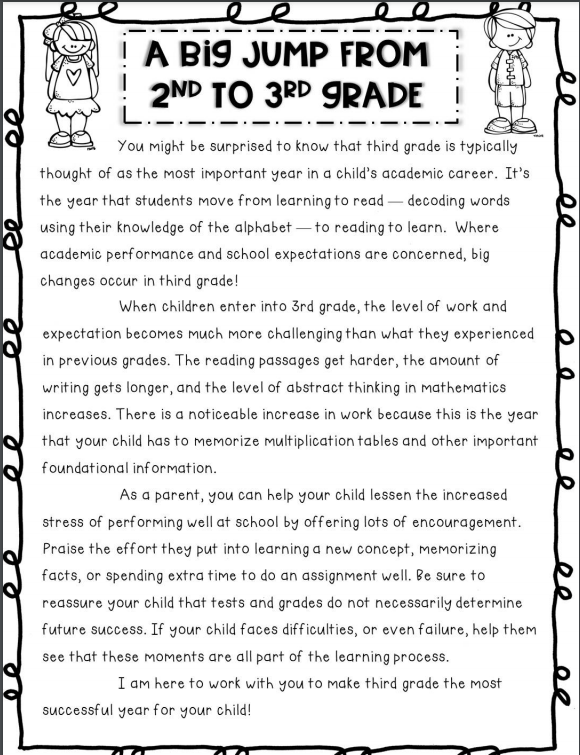 A BIG JUMP FROM
2ND TO 3RD GRADE
You might be surprised to know that third grade is typically
thought of as the most important year in a child's academic career. It's
the year that students move from learning to read — decoding words
using their knowledge of the alphabet — to reading to learn. Where
academic performance and school expectations are concerned, big
changes occur in third grade!
When children enter into 3rd grade, the level of work and
expectation becomes much more challenging than what they experienced
in previous grades. The reading passages get harder, the amount of
writing gets longer, and the level of abstract thinking in mathematics
increases. There is a noticeable increase in work because this is the year
that your child has to memorize multiplication tables and other important
foundational information.
As a parent, you can help your child lessen the increased
stress of performing well at school by offering lots of encouragement.
Praise the effort they put into learning a new concept, memorizing
facts, or spending extra time to do an assignment well. Be sure to
reassure your child that tests and grades do not necessarily determine
future success. If your child faces difficulties, or even failure, help them
see that these moments are all part of the learning process.
I am here to work with you to make third grade the most
successful year for your child!